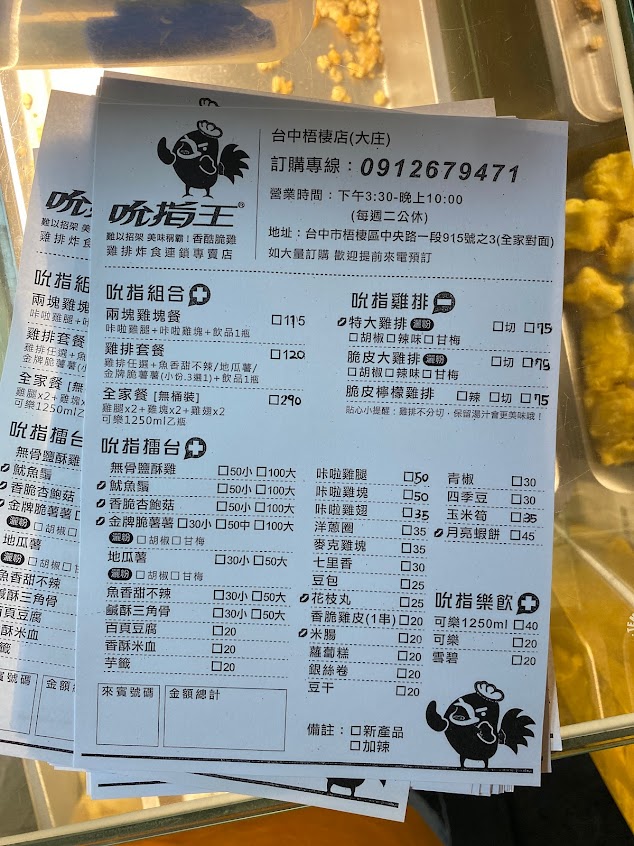 台中梧棲店(大庄)
訂購專線：0912679471
營業時間：下午3:30-晚上10:00
(每週二公休)
地址：台中市梧棲區中央路一段915號之3(全家對面)
如大量訂購 歡迎提前來電預訂
吮指王®
難以招架 美味稱霸！香酷脆雞
雞排炸食連鎖專賣店
吮指組合
兩塊雞塊餐 □115
咔啦雞腿+咔啦雞塊+飲品1瓶
雞排套餐 □120
雞排任選+魚香甜不辣/地瓜薯/
金牌脆薯薯(小份.3選1)+飲品1瓶
全家餐 [無桶裝] □290
雞腿x2+雞塊x2+雞翅x2
可樂1250ml乙瓶
吮指雞排
特大雞排 灑粉 □切 □75
□胡椒□辣味□甘梅
脆皮大雞排 灑粉 □切 □75
□胡椒□辣味□甘梅
脆皮檸檬雞排 □辣 □切 □75
貼心小提醒：雞排不分切，保留湯汁會更美味哦！
吮指擂台
無骨鹽酥雞 □50小 □100大
魷魚鬚 □50小 □100大
香脆杏鮑菇 □50小 □100大
金牌脆薯薯 □30小 □50中 □100大
灑粉 □胡椒□甘梅
地瓜薯 □30小 □50大
灑粉 □胡椒□甘梅
魚香甜不辣 □30小 □50大
鹹酥三角骨 □30小 □50大
百頁豆腐 □20
香酥米血 □20
芋籤 □20
咔啦雞腿 □50
咔啦雞塊 □50
咔啦雞翅 □35
洋蔥圈 □35
麥克雞塊 □35
七里香 □30
豆包 □25
花枝丸 □25
香脆雞皮(1串) □20
米腸 □20
蘿蔔糕 □20
銀絲卷 □20
豆干 □20
青椒 □30
四季豆 □30
玉米筍 □35
月亮蝦餅 □45
吮指樂飲
可樂1250ml □40
可樂 □20
雪碧 □20
來賓號碼
金額總計
備註：□新產品
□加辣